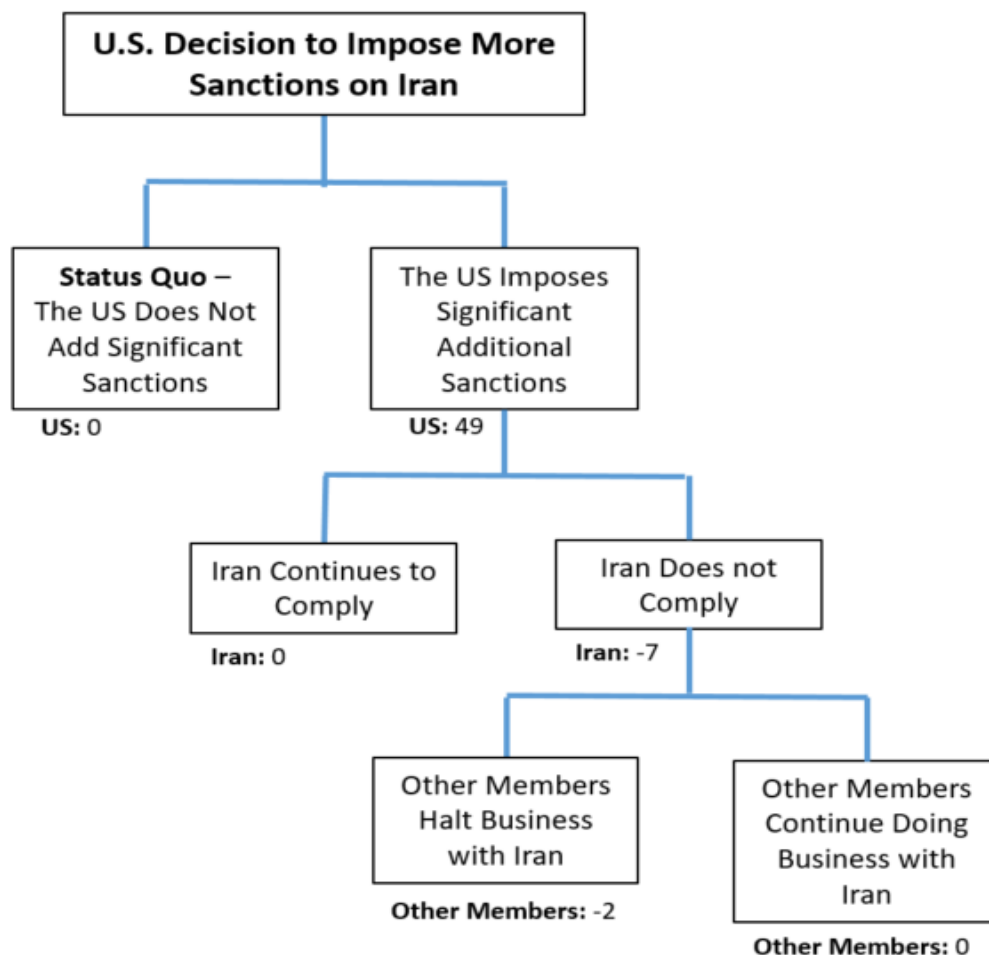 U.S. Decision to Impose More
Sanctions on Iran
Status Quo –
The US Does Not
Add Significant
Sanctions
US: 0
The US Imposes
Significant
Additional
Sanctions
US: 49
Iran Continues to
Comply
Iran: 0
Iran Does not
Comply
Iran: -7
Other Members
Halt Business
with Iran
Other Members: -2
Other Members
Continue Doing
Business with
Iran
Other Members: 0